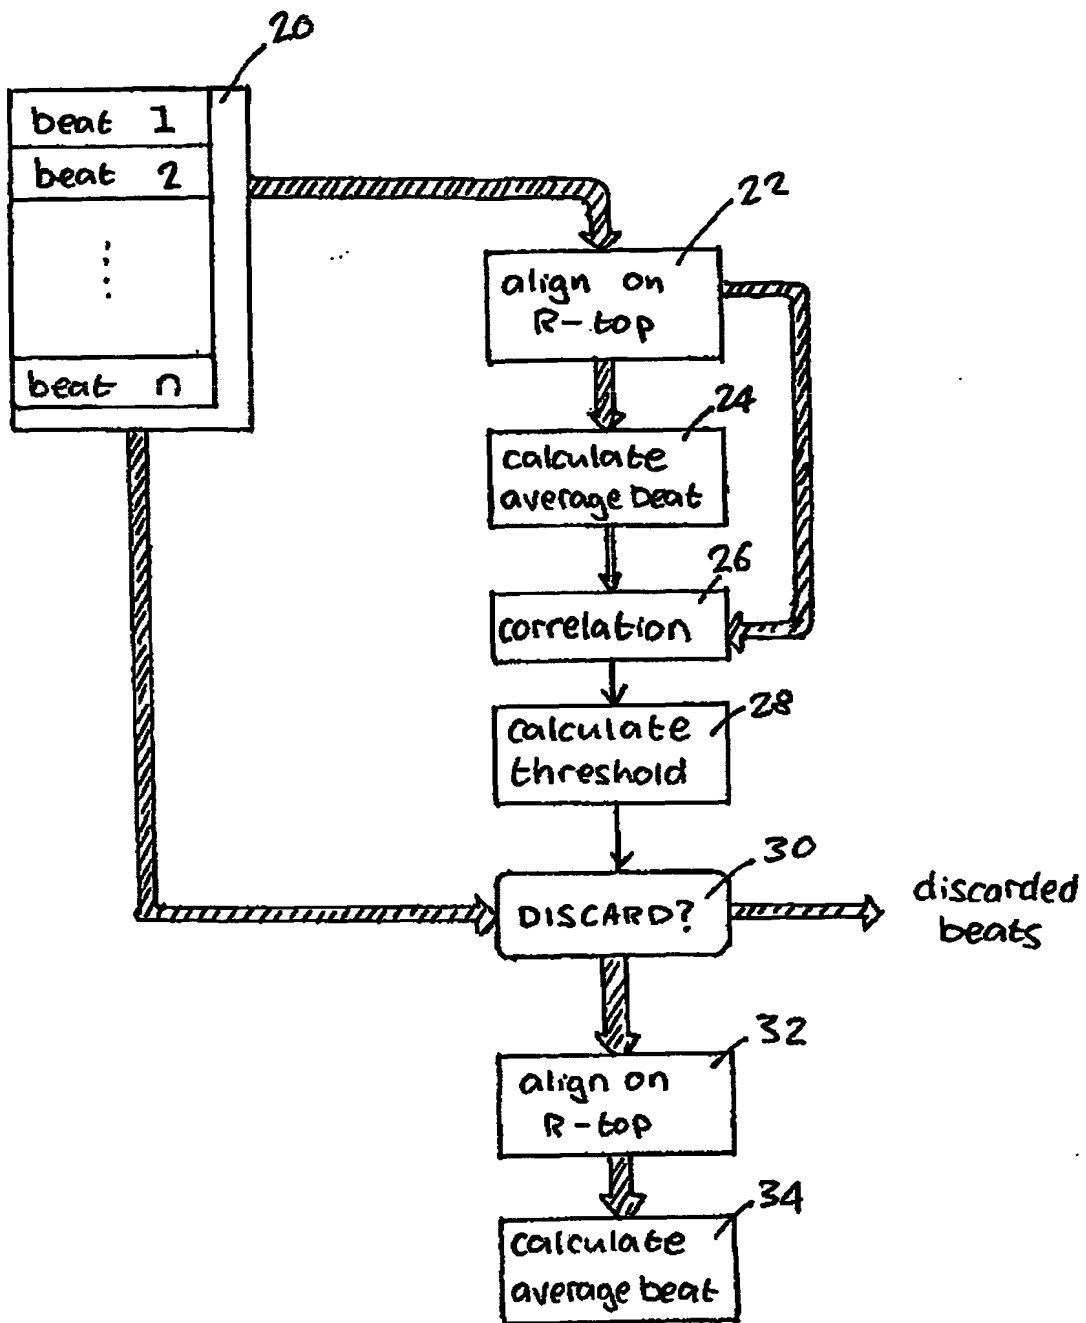 20
beat 1
beat 2
beat n
22
align on
R-top
24
calculate
average beat
26
correlation
28
calculate
threshold
30
DISCARD?
discarded
beats
32
align on
R-top
34
calculate
average beat